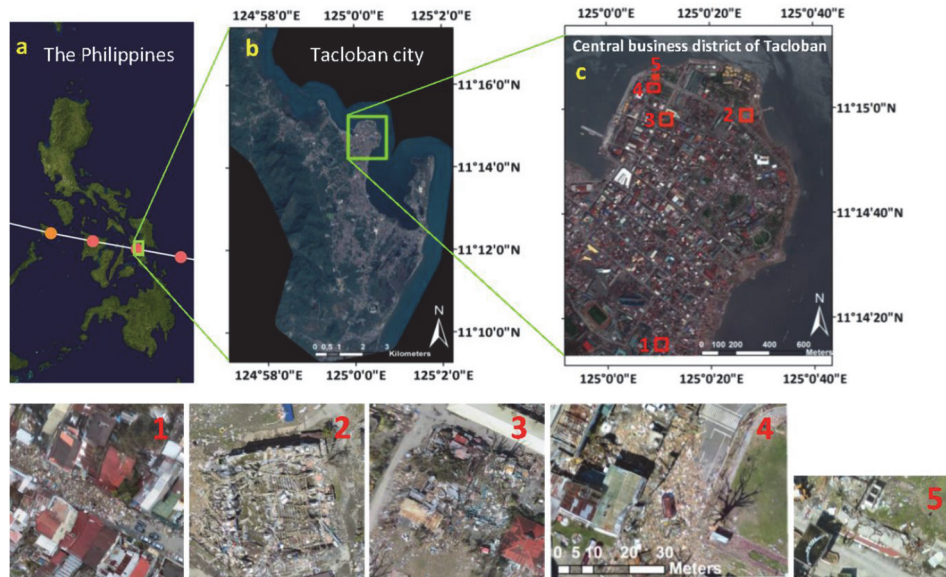 a
The Philippines
124°58'0"E 125°0'0"E 125°2'0"E
b
Tacloban city
11°16'0"N
11°14'0"N
11°12'0"N
11°10'0"N
N
0 0,5 1 2 3
Kilometers
124°58'0"E 125°0'0"E 125°2'0"E
125°0'0"E 125°0'20"E 125°0'40"E
Central business district of Tacloban
c
5
4
3
2
1
11°15'0"N
11°14'40"N
11°14'20"N
N
0 100 200 400 600
Meters
125°0'0"E 125°0'20"E 125°0'40"E
1
2
3
4
0 5 10 20 30
Meters
5